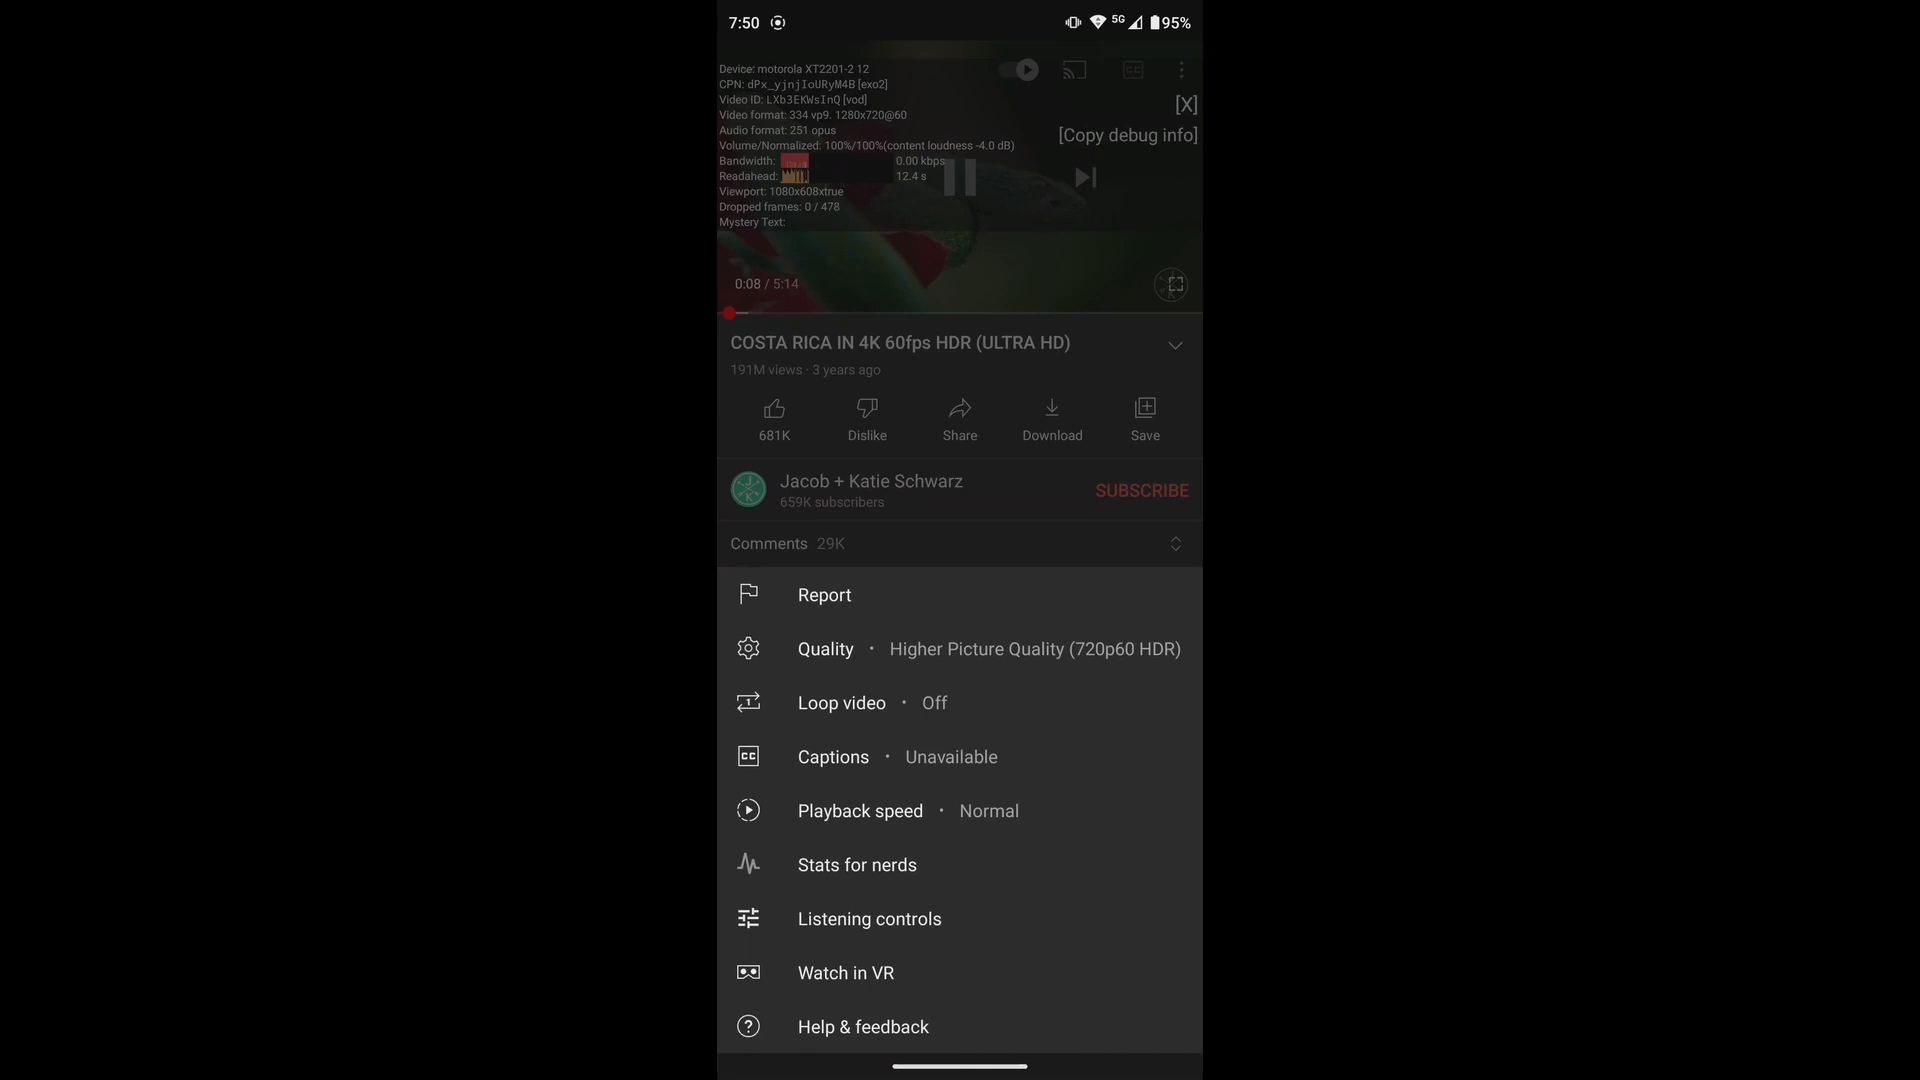 7:50 5G 95%
Device: motorola XT2201-2 12
CPN: dPx_yjnjIoURyM4B [exo2]
Video ID: LXb3EKWsInQ [vod]
Video format: 334 vp9. 1280x720@60
Audio format: 251 opus
Volume/Normalized: 100%/100%(content loudness -4.0 dB)
Bandwidth: 0.00 kbps
Readahead: 12.4 s
Viewport: 1080x608xtrue
Dropped frames: 0 / 478
Mystery Text:
CC
[X]
[Copy debug info]
0:08 / 5:14
COSTA RICA IN 4K 60fps HDR (ULTRA HD)
191M views · 3 years ago
681K Dislike Share Download Save
J K
Jacob + Katie Schwarz
659K subscribers
SUBSCRIBE
Comments 29K
Report
Quality • Higher Picture Quality (720p60 HDR)
1 Loop video • Off
CC Captions • Unavailable
Playback speed • Normal
Stats for nerds
Listening controls
Watch in VR
? Help & feedback